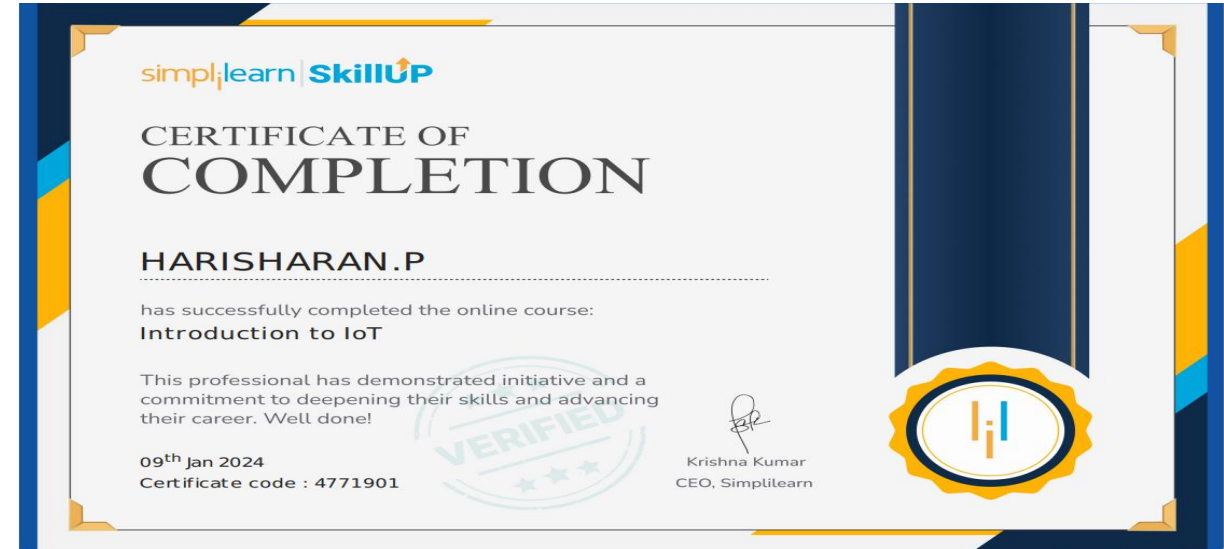 simplilearn | SkillUP
CERTIFICATE OF
COMPLETION
HARISHARAN.P
has successfully completed the online course:
Introduction to IoT
This professional has demonstrated initiative and a
commitment to deepening their skills and advancing
their career. Well done!
VERIFIED
09th Jan 2024
Certificate code : 4771901
Krishna Kumar
CEO, Simplilearn